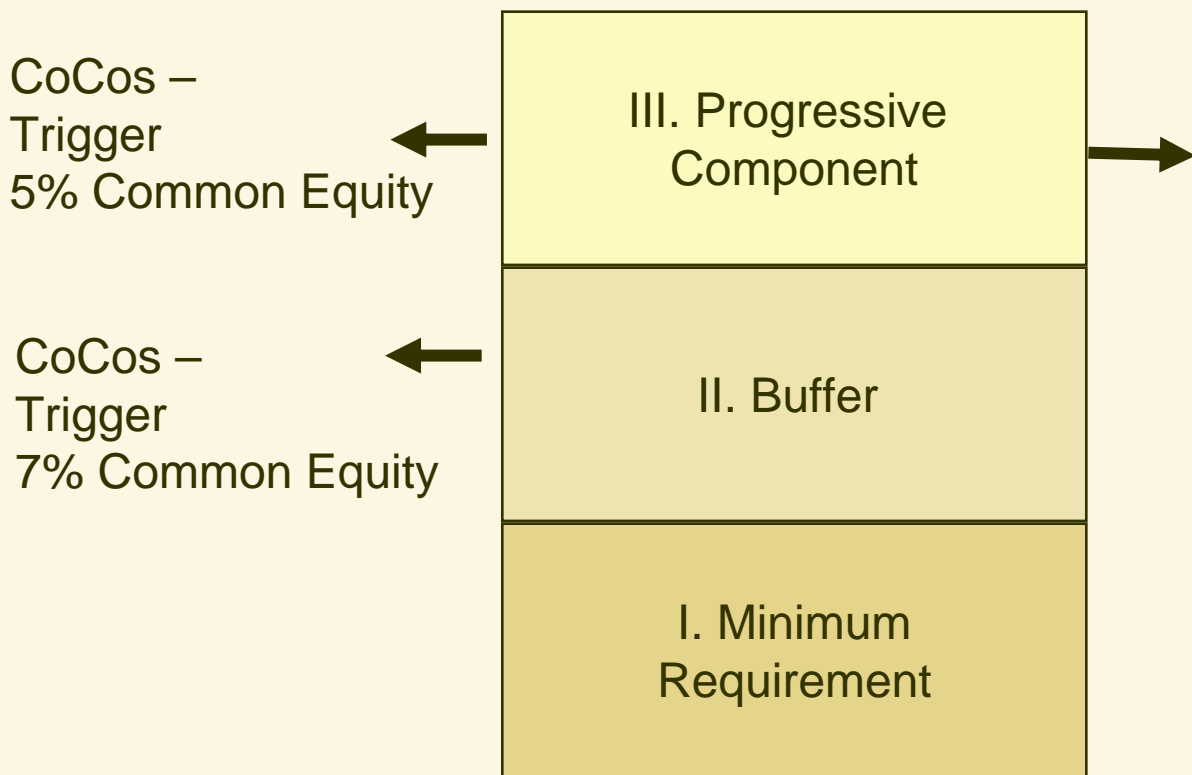 CoCos –
Trigger
5% Common Equity
III. Progressive
Component
CoCos –
Trigger
7% Common Equity
II. Buffer
I. Minimum
Requirement